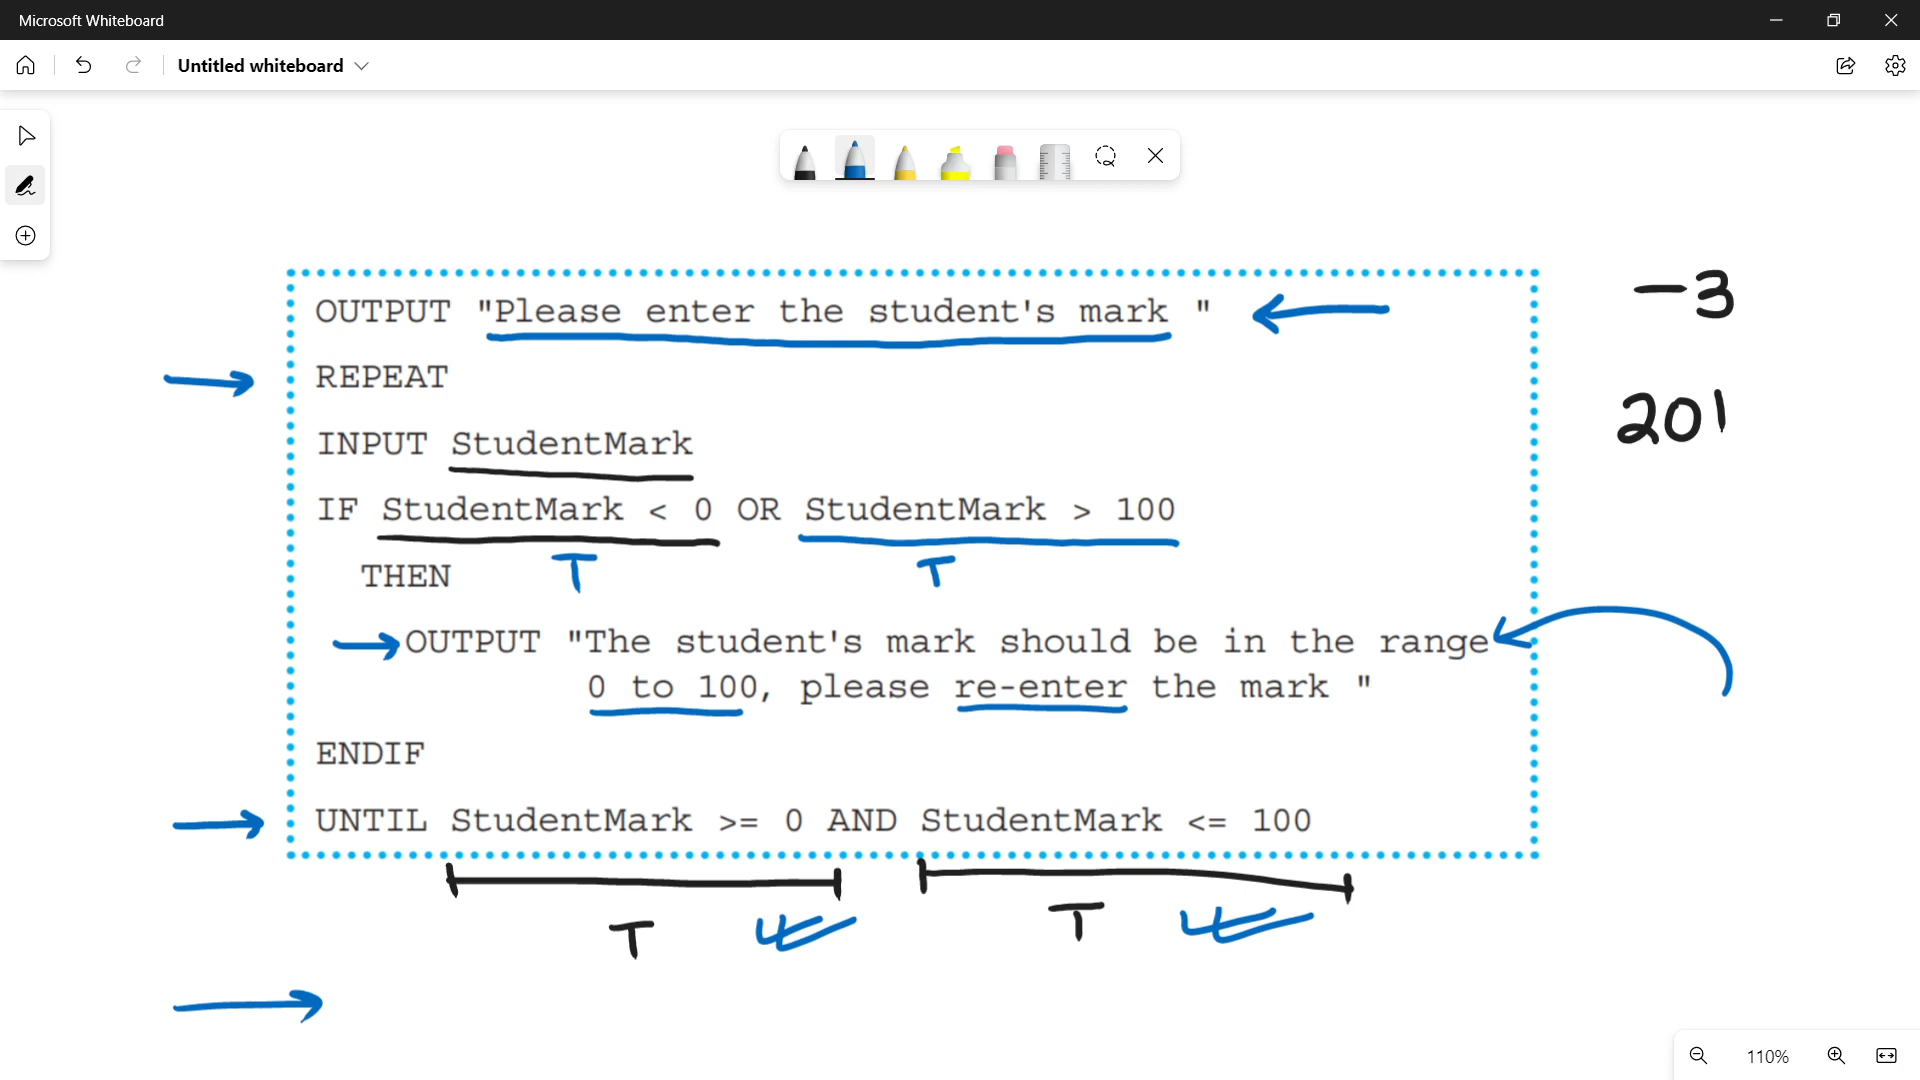 Microsoft Whiteboard
Untitled whiteboard
OUTPUT "Please enter the student's mark "
-3
REPEAT
201
INPUT StudentMark
IF StudentMark < 0 OR StudentMark > 100
T T
THEN
OUTPUT "The student's mark should be in the range
0 to 100, please re-enter the mark "
ENDIF
UNTIL StudentMark >= 0 AND StudentMark <= 100
T T
110%